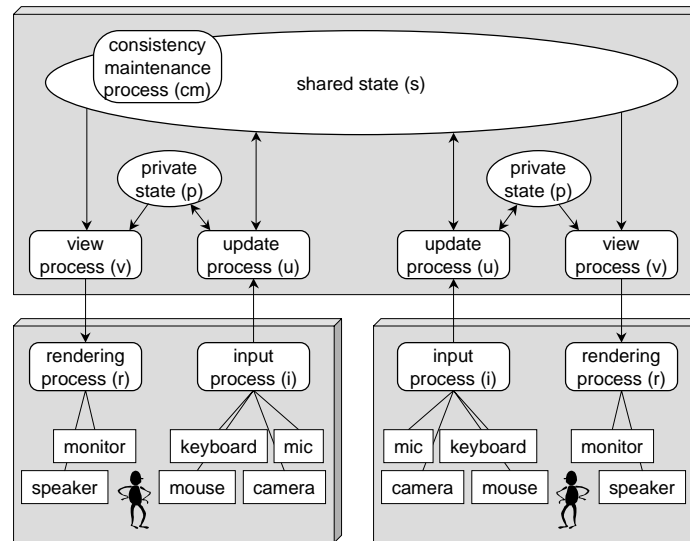 consistency
maintenance
process (cm)
shared state (s)
private
state (p)
private
state (p)
view
process (v)
update
process (u)
update
process (u)
view
process (v)
rendering
process (r)
input
process (i)
input
process (i)
rendering
process (r)
monitor
keyboard
mic
mic
keyboard
monitor
speaker
mouse
camera
camera
mouse
speaker